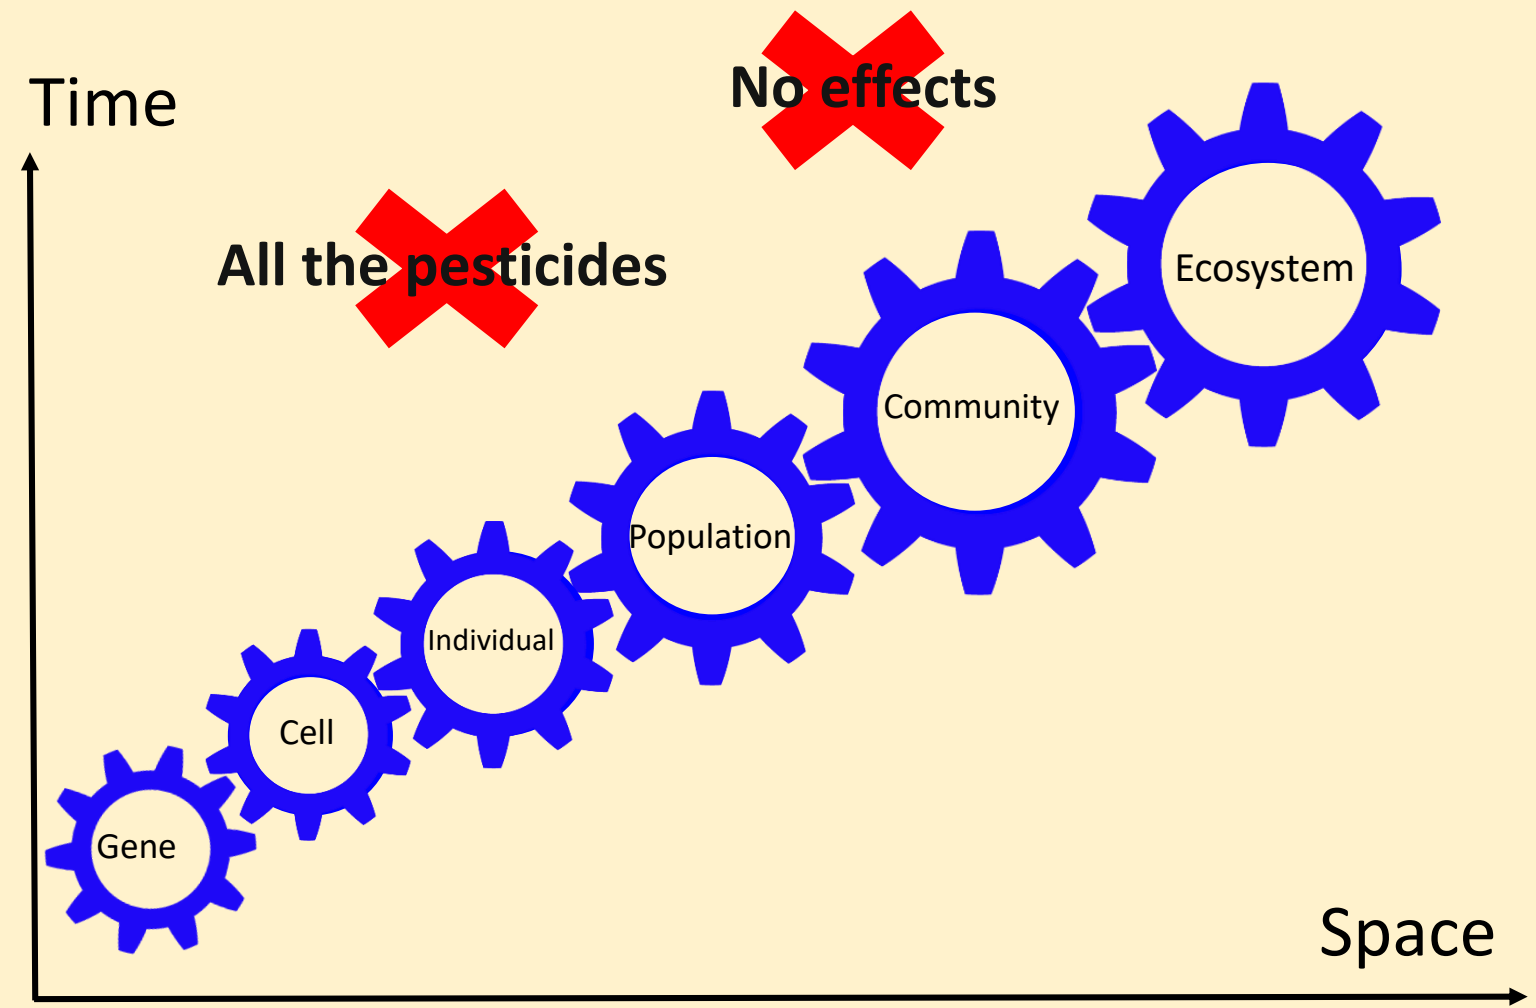 Time
No effects
All the pesticides
Ecosystem
Community
Population
Individual
Cell
Gene
Space